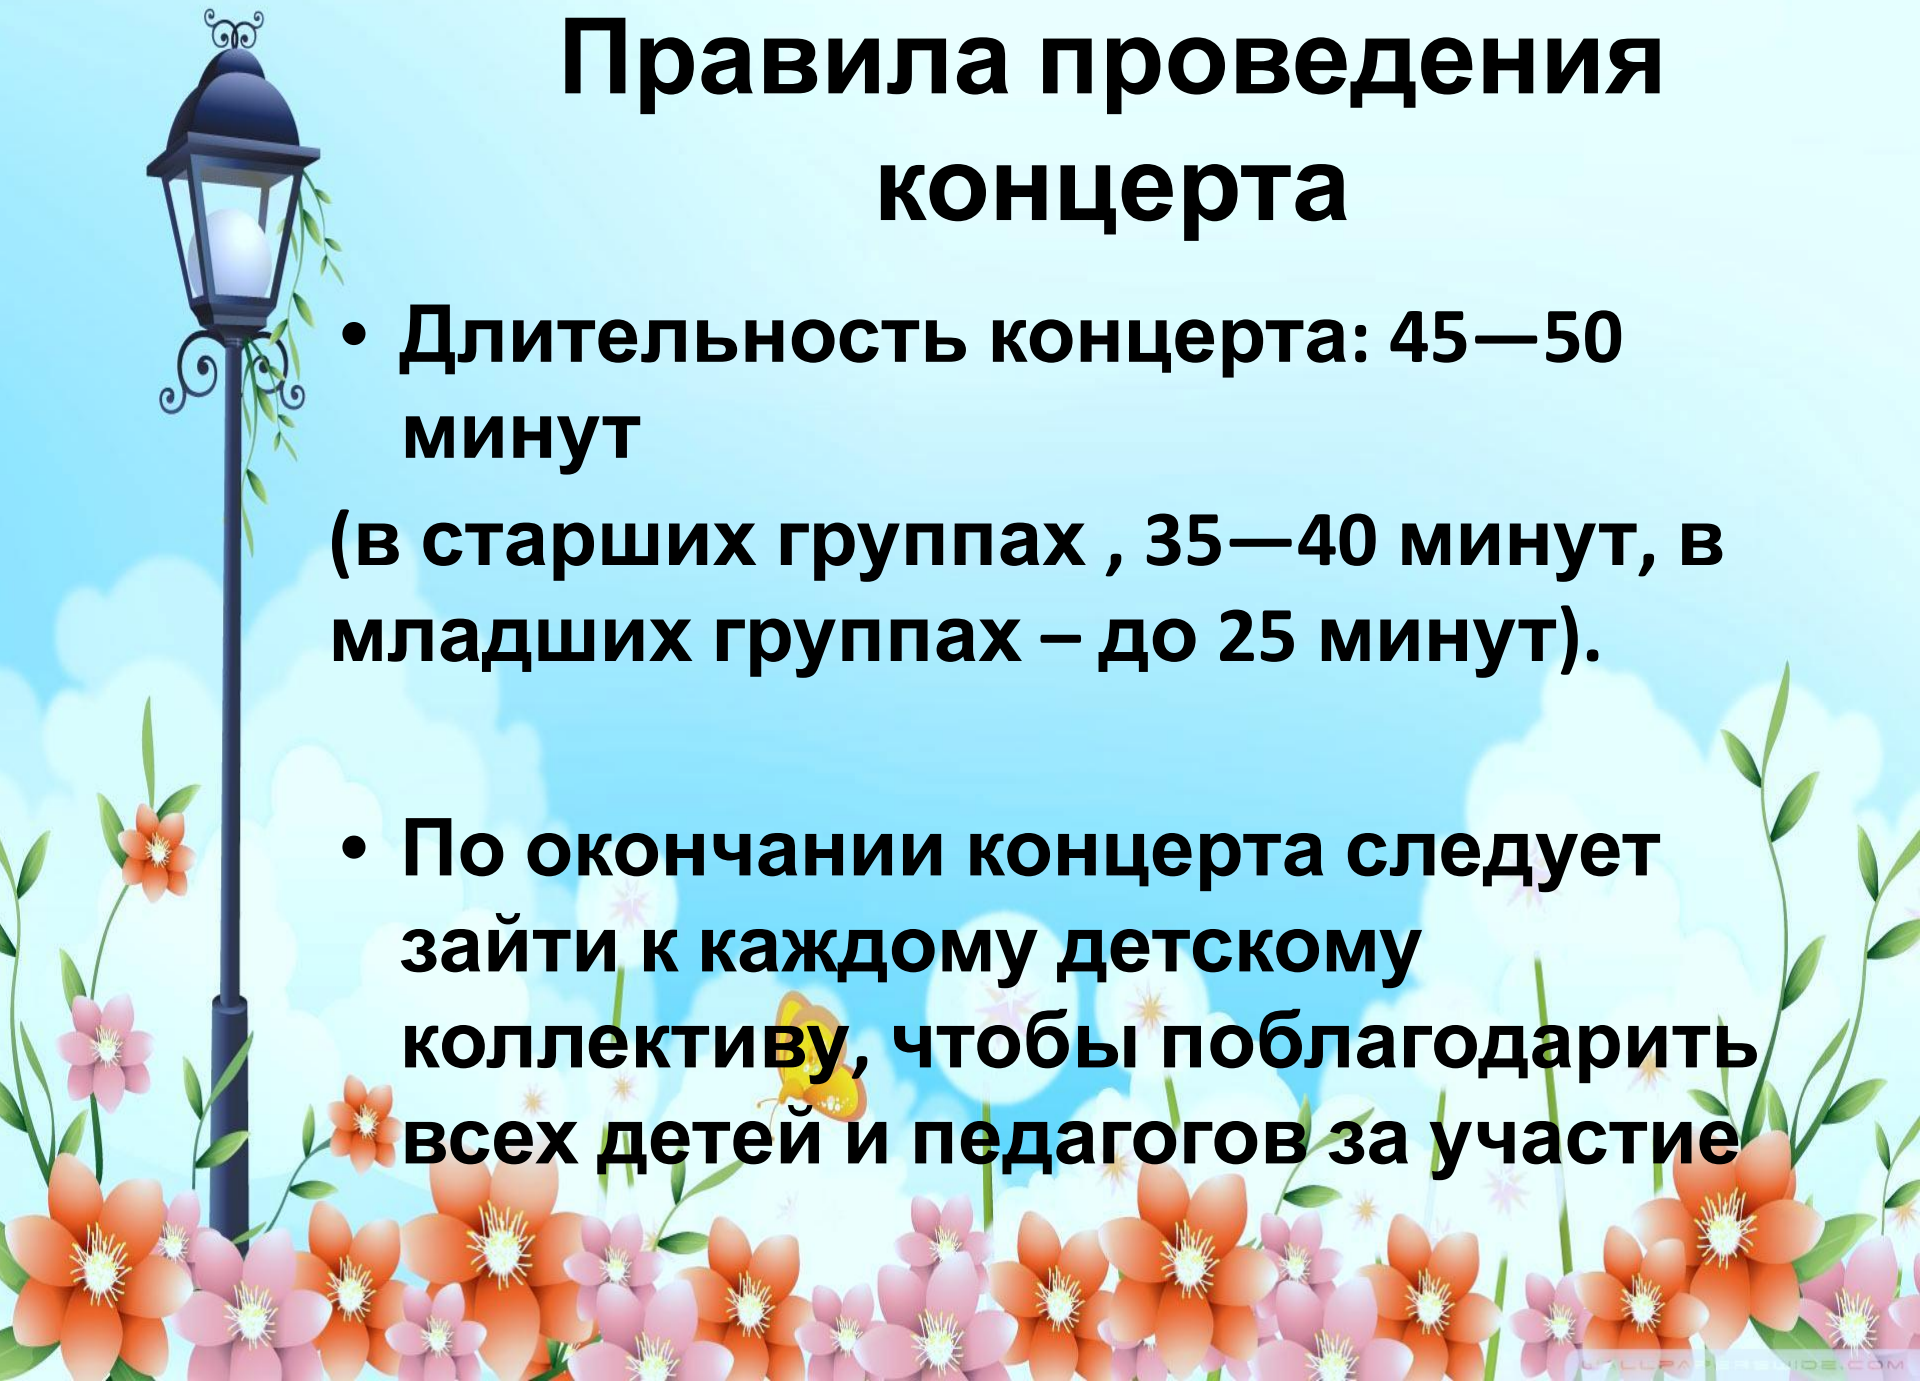 Правила проведения
концерта
• Длительность концерта: 45—50
минут
(в старших группах , 35—40 минут, в
младших группах – до 25 минут).
• По окончании концерта следует
зайти к каждому детскому
коллективу, чтобы поблагодарить
всех детей и педагогов за участие